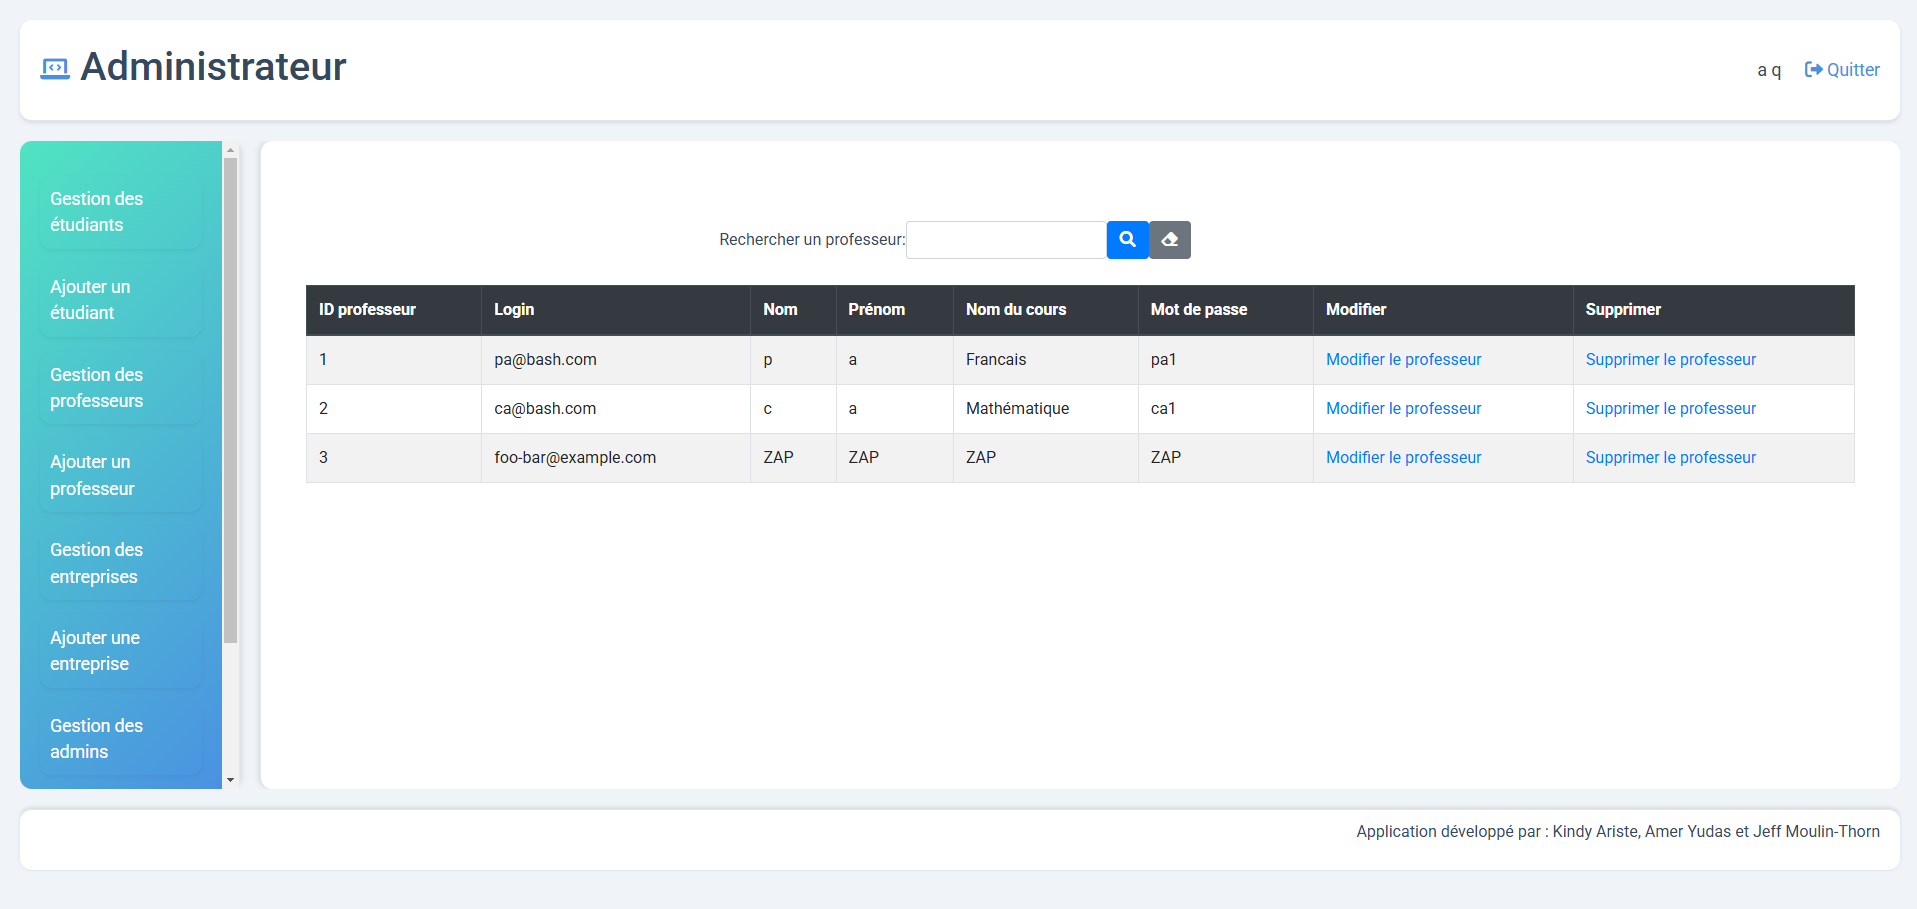 Administrateur
a q Quitter
Gestion des
étudiants
Ajouter un
étudiant
Gestion des
professeurs
Ajouter un
professeur
Gestion des
entreprises
Ajouter une
entreprise
Gestion des
admins
Rechercher un professeur:
ID professeur Login Nom Prénom Nom du cours Mot de passe Modifier Supprimer
1 pa@bash.com p a Francais pa1 Modifier le professeur Supprimer le professeur
2 ca@bash.com c a Mathématique ca1 Modifier le professeur Supprimer le professeur
3 foo-bar@example.com ZAP ZAP ZAP ZAP Modifier le professeur Supprimer le professeur
Application développé par : Kindy Ariste, Amer Yudas et Jeff Moulin-Thorn